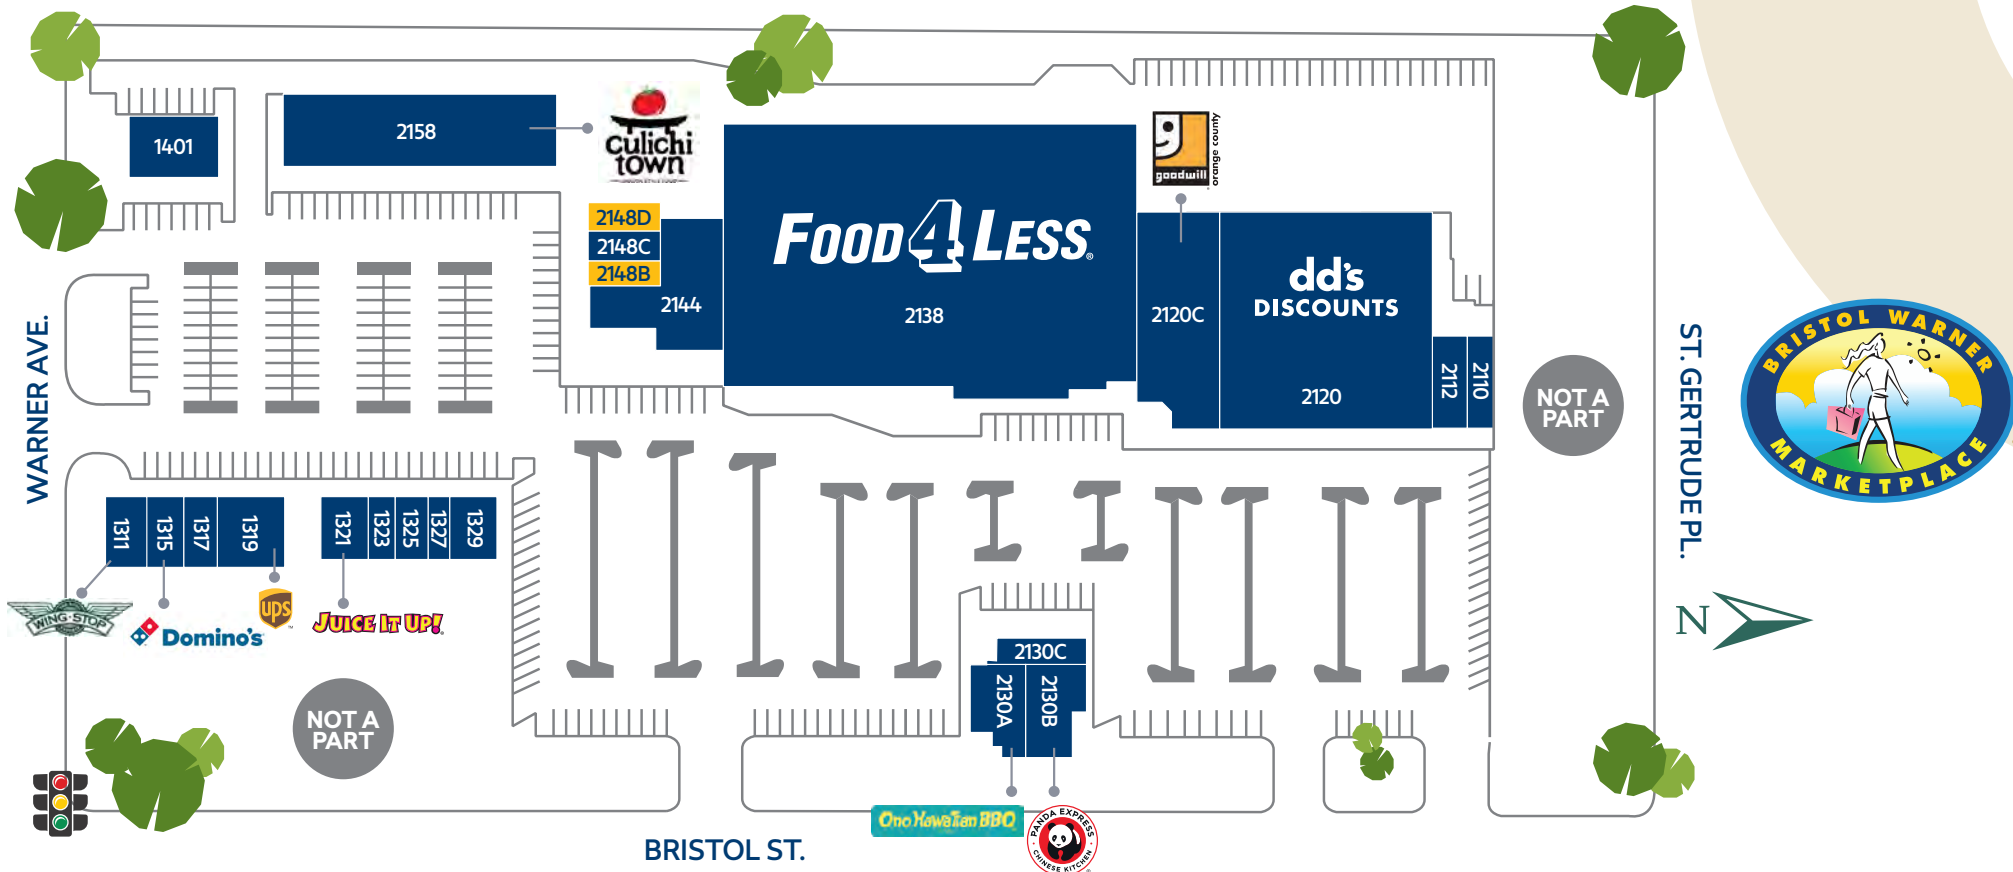 1401
2158
culichi
town
goodwill
orange county
2148D
2148C
2148B
2144
FOOD 4 LESS®
2138
2120C
dd's
DISCOUNTS
2120
2112
2110
NOT A
PART
WARNER AVE.
ST. GERTRUDE PL.
BRISTOL WARNER
MARKETPLACE
1311
1315
1317
1319
1321
1323
1325
1327
1329
WING·STOP
Domino's
ups
JUICE IT UP!
N
2130C
2130A
2130B
NOT A
PART
Ono Hawaiian BBQ
PANDA EXPRESS
CHINESE KITCHEN
BRISTOL ST.